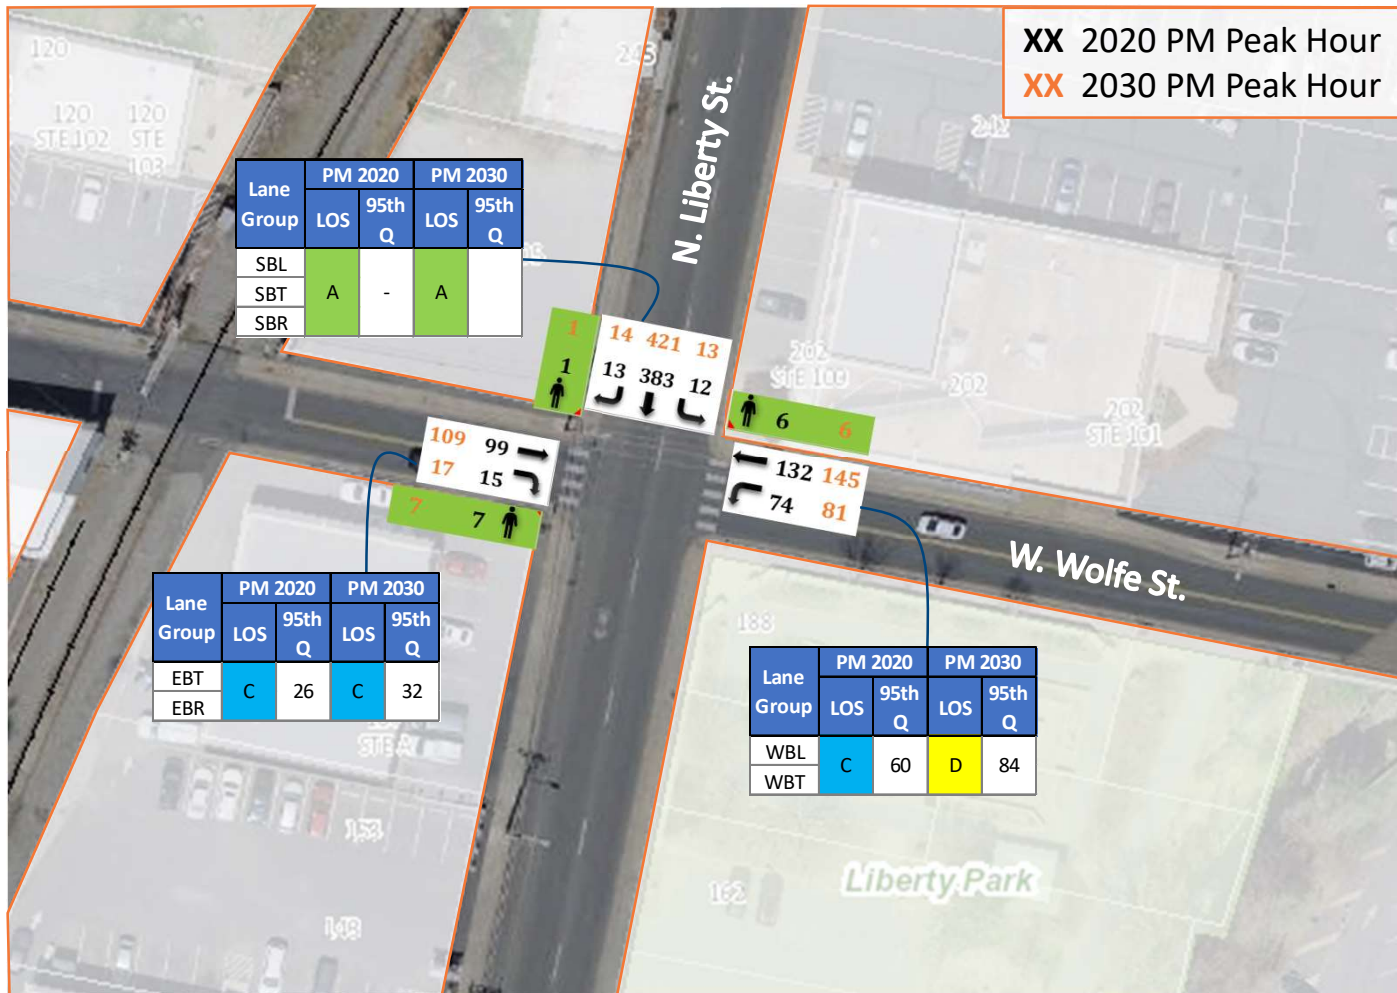 XX 2020 PM Peak Hour
XX 2030 PM Peak Hour
120
120
STE 102
120
STE
103
245
242
N. Liberty St.
Lane Group PM 2020 PM 2030
LOS 95th Q LOS 95th Q
SBL
SBT A - A
SBR
1
1
14 421 13
13 383 12
202
STE 100
202
202
STE 101
6 6
109 99
17 15
7 7
132 145
74 81
W. Wolfe St.
Lane Group PM 2020 PM 2030
LOS 95th Q LOS 95th Q
EBT C 26 C 32
EBR
STE A
188
Lane Group PM 2020 PM 2030
LOS 95th Q LOS 95th Q
WBL C 60 D 84
WBT
153
162
Liberty Park
149